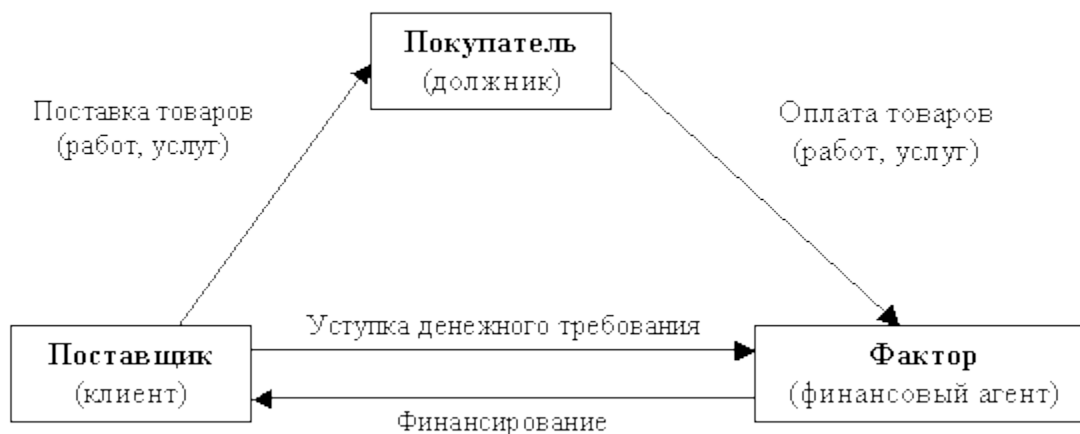 Покупатель
(должник)
Поставка товаров
(работ, услуг)
Оплата товаров
(работ, услуг)
Уступка денежного требования
Поставщик
(клиент)
Фактор
(финансовый агент)
Финансирование